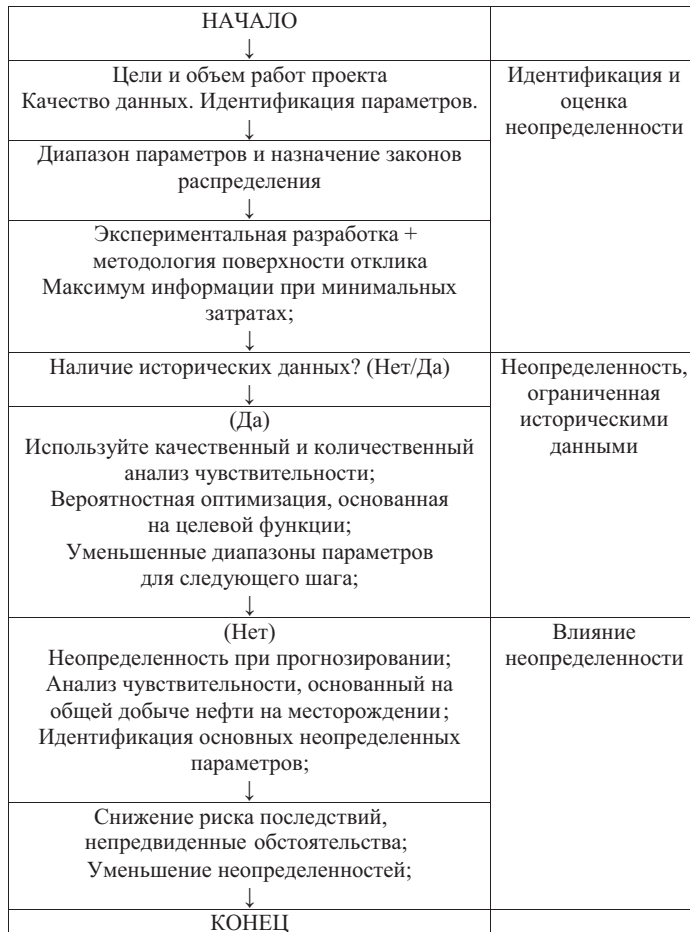 НАЧАЛО
↓
Цели и объем работ проекта
Качество данных. Идентификация параметров.
↓
Идентификация и
оценка
неопределенности
Диапазон параметров и назначение законов
распределения
↓
Экспериментальная разработка +
методология поверхности отклика
Максимум информации при минимальных
затратах;
↓
Наличие исторических данных? (Нет/Да)
↓
Неопределенность,
ограниченная
историческими
данными
(Да)
Используйте качественный и количественный
анализ чувствительности;
Вероятностная оптимизация, основанная
на целевой функции;
Уменьшенные диапазоны параметров
для следующего шага;
↓
(Нет)
Неопределенность при прогнозировании;
Анализ чувствительности, основанный на
общей добыче нефти на месторождении;
Идентификация основных неопределенных
параметров;
↓
Влияние
неопределенности
Снижение риска последствий,
непредвиденные обстоятельства;
Уменьшение неопределенностей;
↓
КОНЕЦ